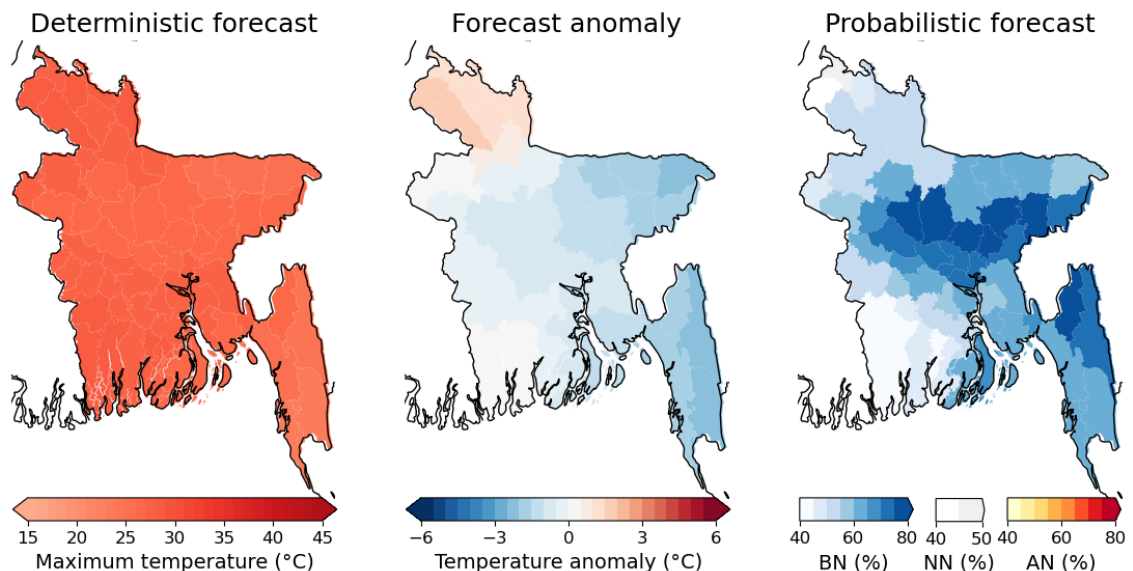 Deterministic forecast
Forecast anomaly
Probabilistic forecast
15 20 25 30 35 40 45
Maximum temperature (°C)
−6 −3 0 3 6
Temperature anomaly (°C)
40 60 80
BN (%)
40 50
NN (%)
40 60 80
AN (%)